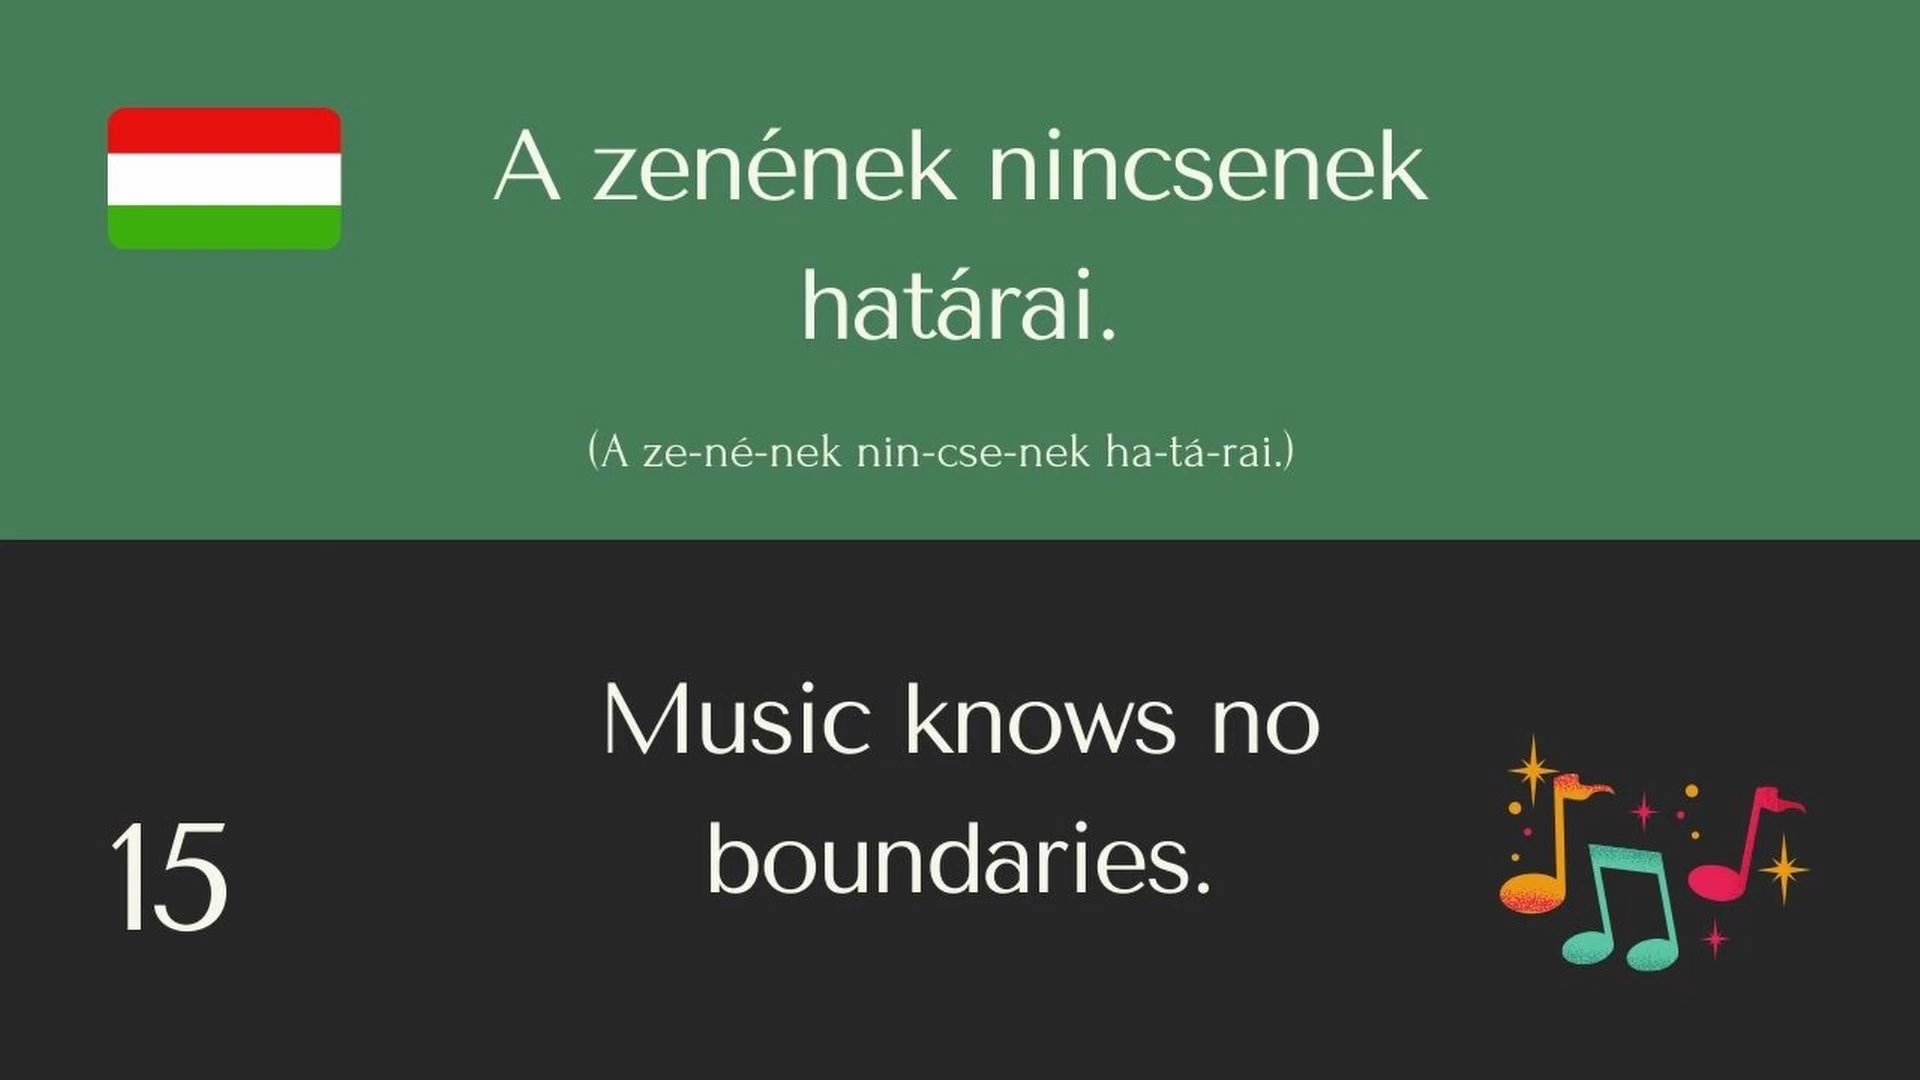 A zenének nincsenek
határai.
(A ze-né-nek nin-cse-nek ha-tá-rai.)
Music knows no
boundaries.
15